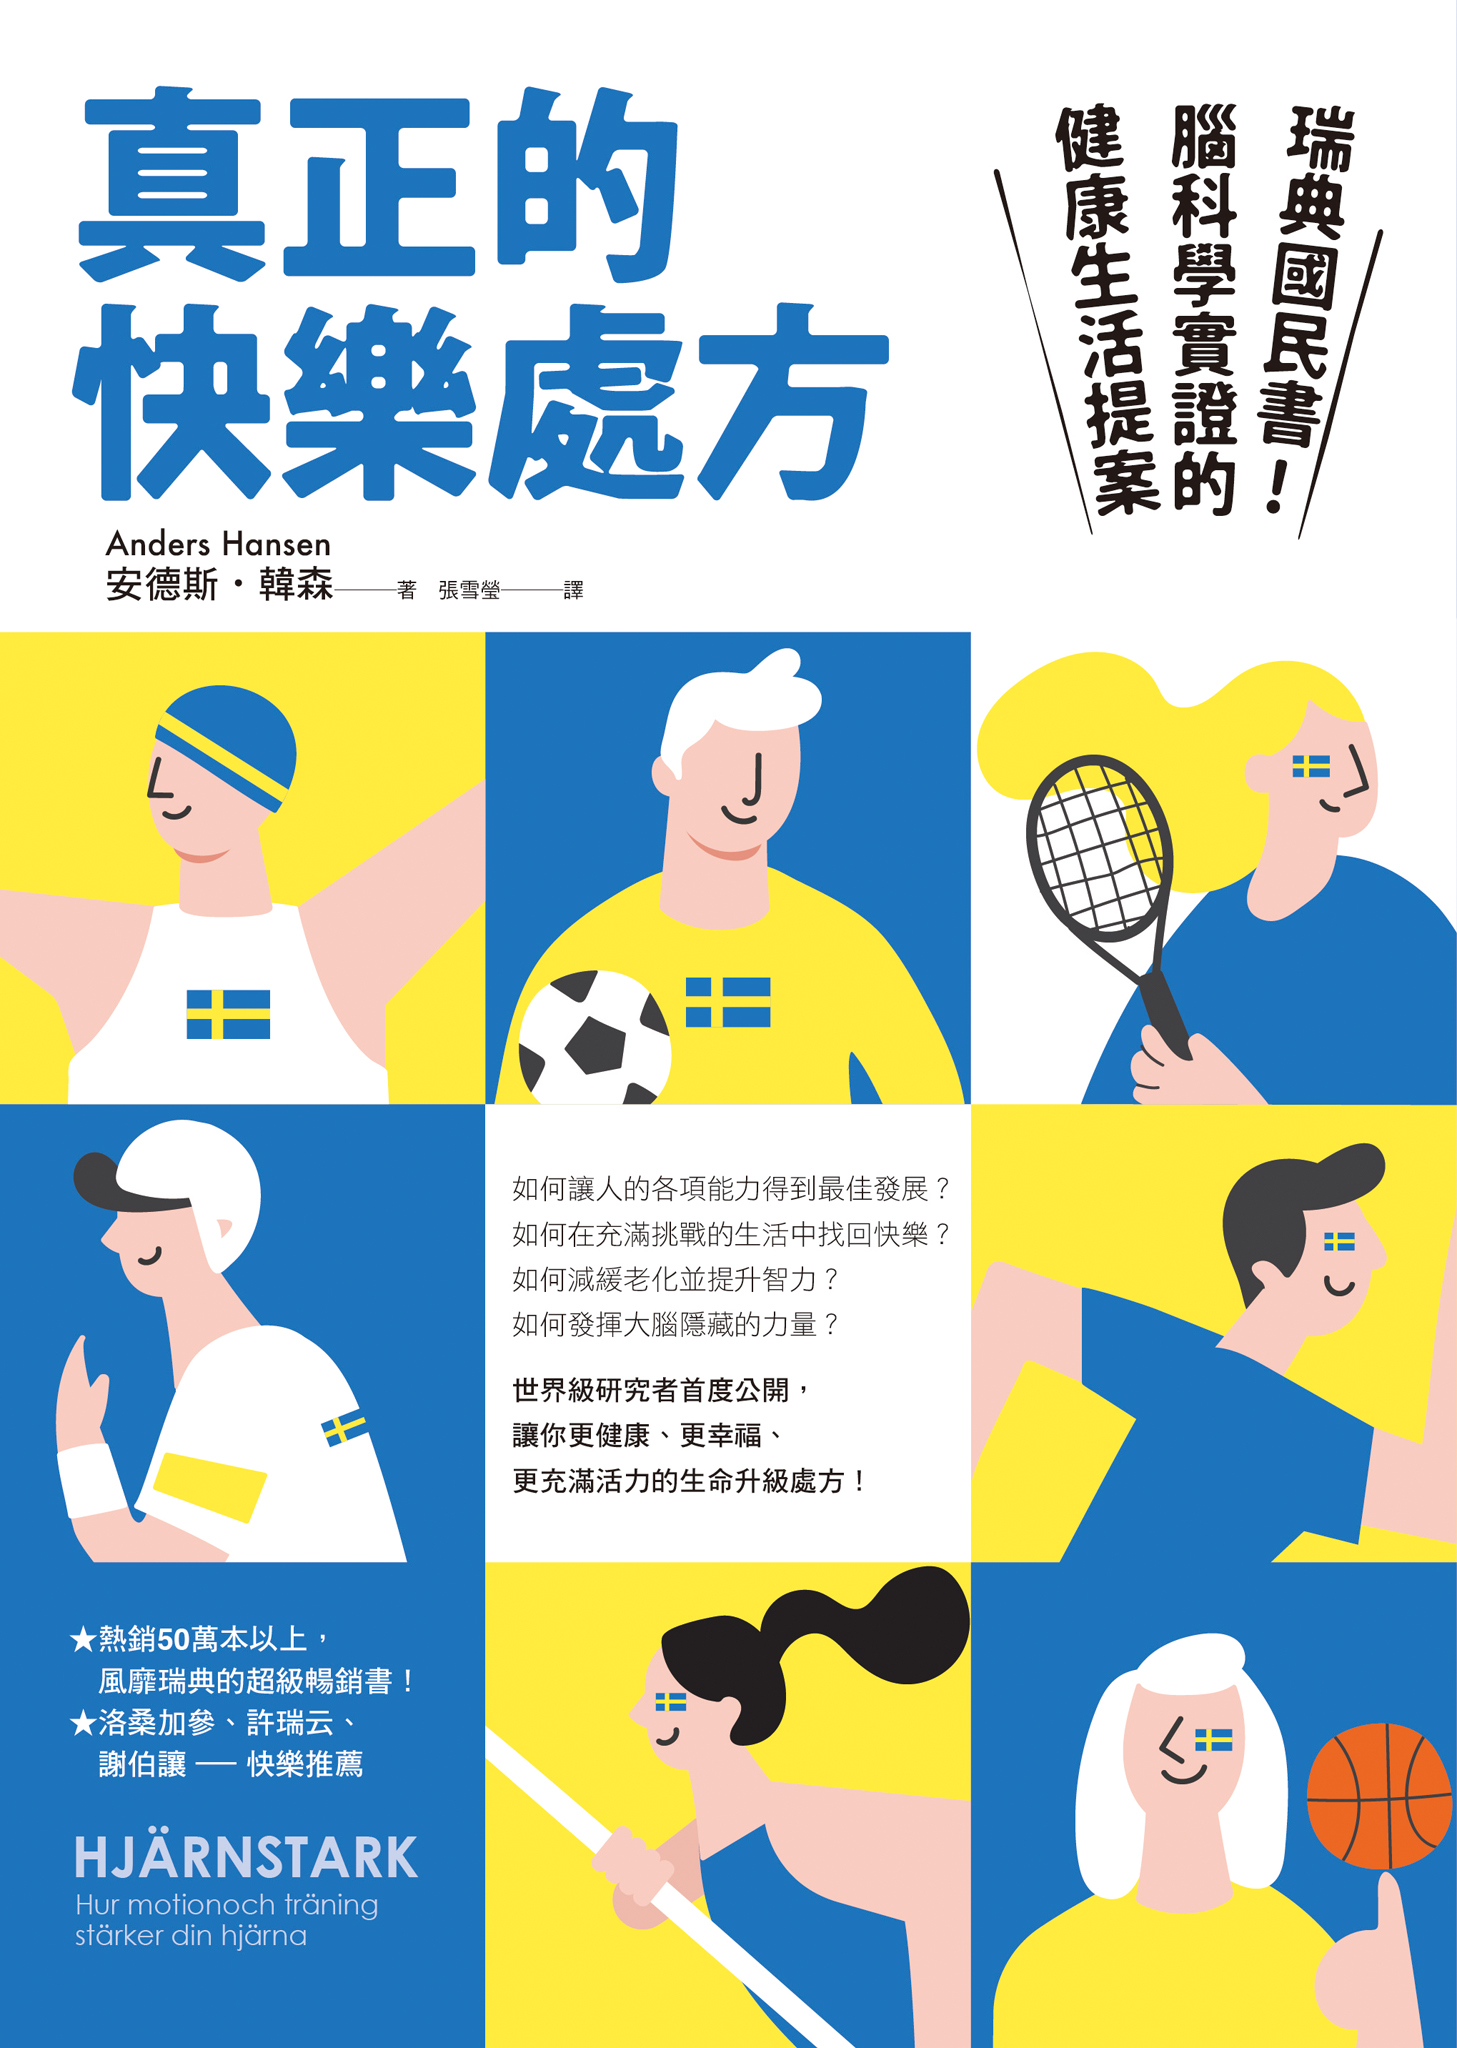 真正的
快樂處方
瑞典國民書！
腦科學實證的
健康生活提案
Anders Hansen
安德斯・韓森——著　張雪瑩——譯
如何讓人的各項能力得到最佳發展？
如何在充滿挑戰的生活中找回快樂？
如何減緩老化並提升智力？
如何發揮大腦隱藏的力量？
世界級研究者首度公開，
讓你更健康、更幸福、
更充滿活力的生命升級處方！
★熱銷50萬本以上，
風靡瑞典的超級暢銷書！
★洛桑加參、許瑞云、
謝伯讓 —— 快樂推薦
HJÄRNSTARK
Hur motionoch träning
stärker din hjärna